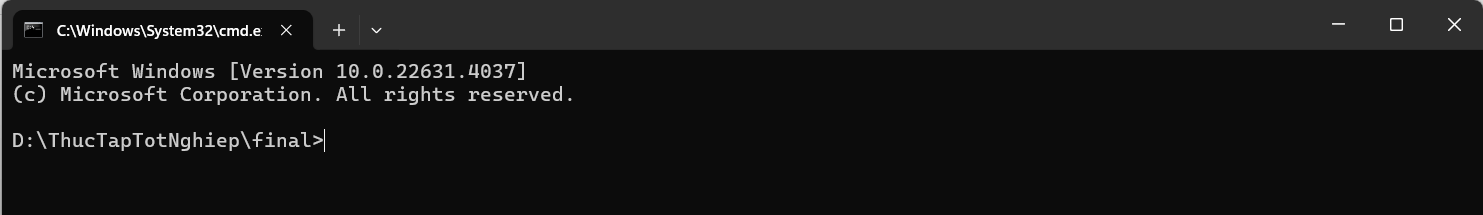 C:\Windows\System32\cmd.e
Microsoft Windows [Version 10.0.22631.4037]
(c) Microsoft Corporation. All rights reserved.
D:\ThucTapTotNghiep\final>